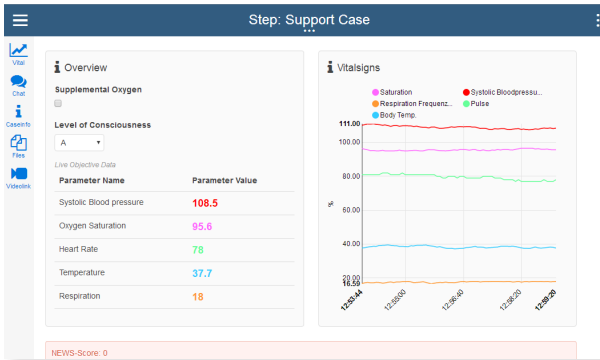 Step: Support Case
Vital
Chat
Caseinfo
Files
Videolink
Overview
Supplemental Oxygen
Level of Consciousness
A
Live Objective Data
Parameter Name Parameter Value
Systolic Blood pressure 108.5
Oxygen Saturation 95.6
Heart Rate 78
Temperature 37.7
Respiration 18
Vitalsigns
Saturation Systolic Bloodpressu...
Respiration Frequenz... Pulse
Body Temp.
111.00
100.00
80.00
%
60.00
40.00
20.00
16.59
12:53:44 12:55:00 12:56:40 12:58:20 12:59:20
NEWS-Score: 0